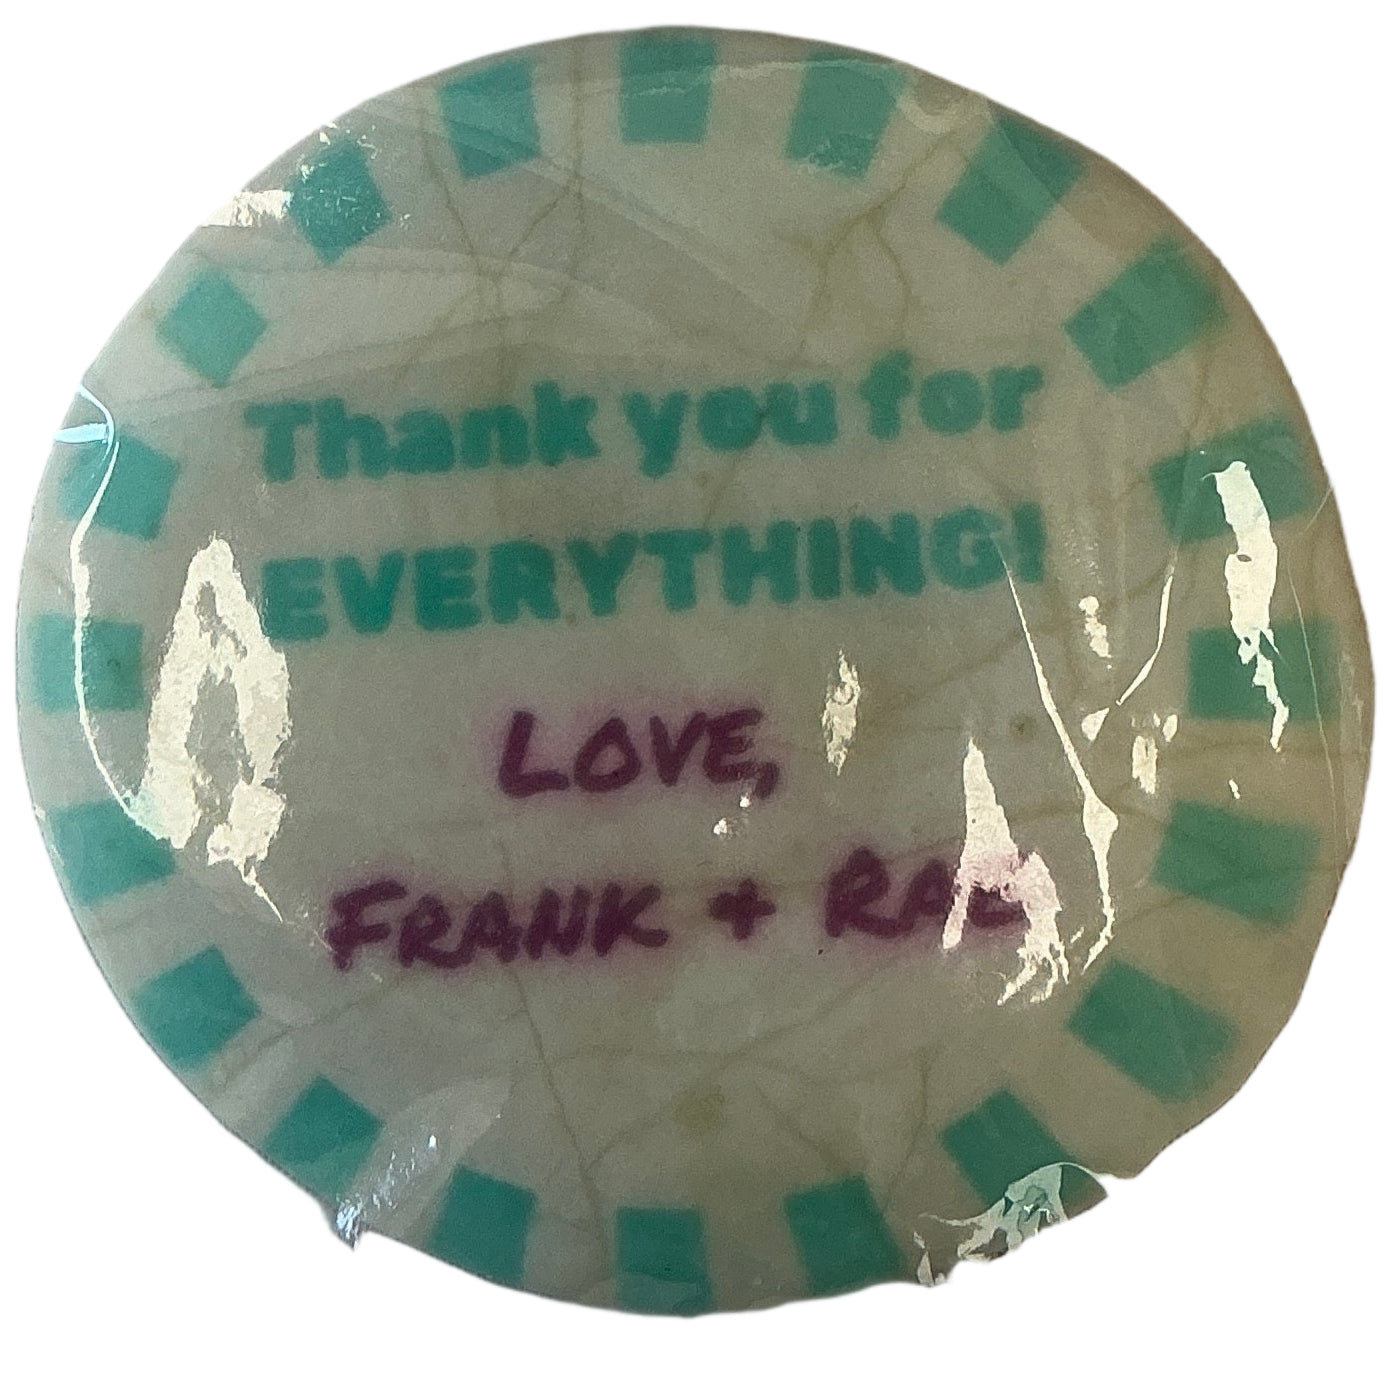 Thank you for
EVERYTHING!
LOVE,
FRANK +